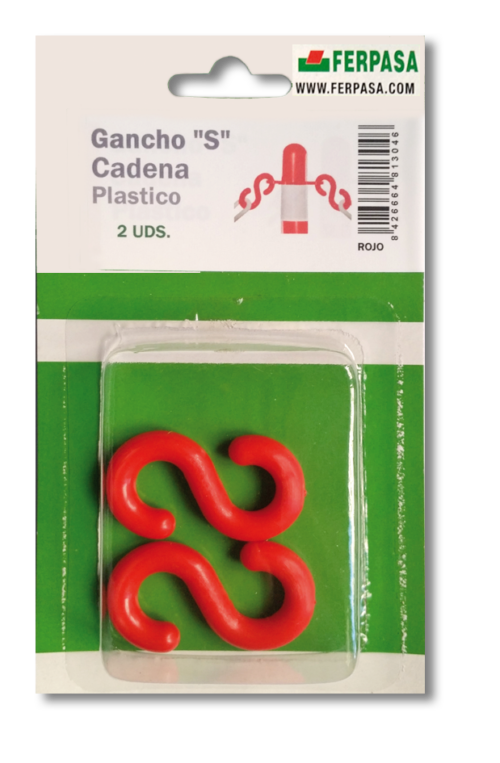 FERPASA
WWW.FERPASA.COM
Gancho "S"
Cadena
Plastico
2 UDS.
8 426664 813046
ROJO